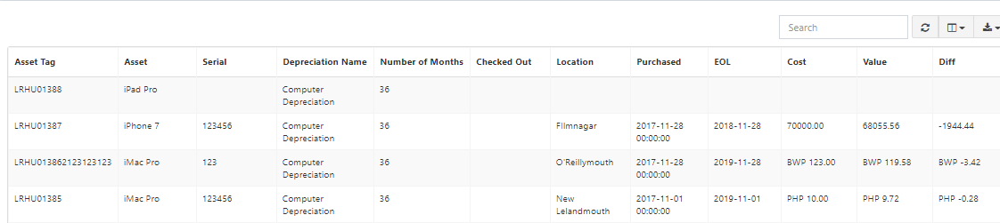 Search
Asset Tag Asset Serial Depreciation Name Number of Months Checked Out Location Purchased EOL Cost Value Diff
LRHU01388 iPad Pro Computer Depreciation 36
LRHU01387 iPhone 7 123456 Computer Depreciation 36 FIlmnagar 2017-11-28 00:00:00 2018-11-28 70000.00 68055.56 -1944.44
LRHU013862123123123 iMac Pro 123 Computer Depreciation 36 O'Reillymouth 2017-11-28 00:00:00 2019-11-28 BWP 123.00 BWP 119.58 BWP -3.42
LRHU01385 iMac Pro 123456 Computer Depreciation 36 New Lelandmouth 2017-11-01 00:00:00 2019-11-01 PHP 10.00 PHP 9.72 PHP -0.28